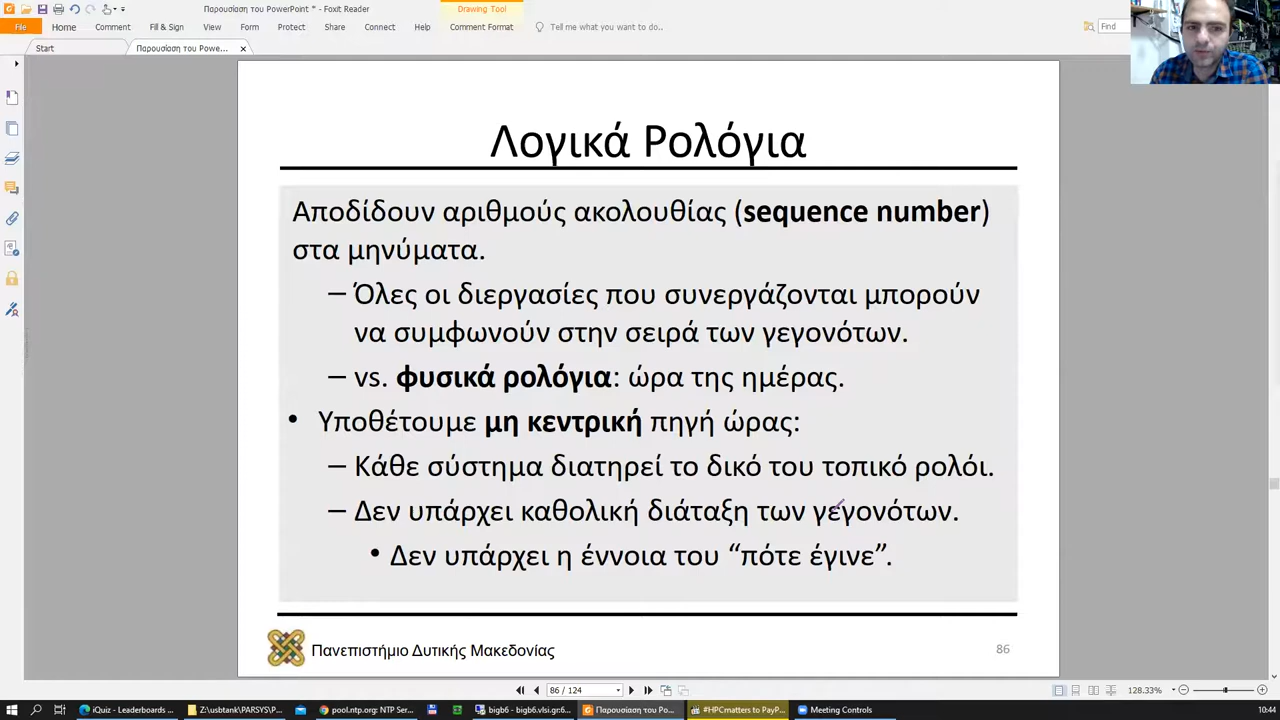 Παρουσίαση του PowerPoint * - Foxit Reader
Drawing Tool
File Home Comment Fill & Sign View Form Protect Share Connect Help Comment Format Tell me what you want to do..
Find
Start
Παρουσίαση του Powe...
Λογικά Ρολόγια
Αποδίδουν αριθμούς ακολουθίας (sequence number)
στα μηνύματα.
– Όλες οι διεργασίες που συνεργάζονται μπορούν
να συμφωνούν στην σειρά των γεγονότων.
– vs. φυσικά ρολόγια: ώρα της ημέρας.
• Υποθέτουμε μη κεντρική πηγή ώρας:
– Κάθε σύστημα διατηρεί το δικό του τοπικό ρολόι.
– Δεν υπάρχει καθολική διάταξη των γεγονότων.
• Δεν υπάρχει η έννοια του “πότε έγινε”.
Πανεπιστήμιο Δυτικής Μακεδονίας
86
86 / 124
128.33%
iQuiz - Leaderboards ...
Z:\usbtank\PARSYS\...
pool.ntp.org: NTP Ser...
bigb6 - bigb6.vlsi.gr:6...
Παρουσίαση του Po...
#HPCmatters to PayP...
Meeting Controls
10:44